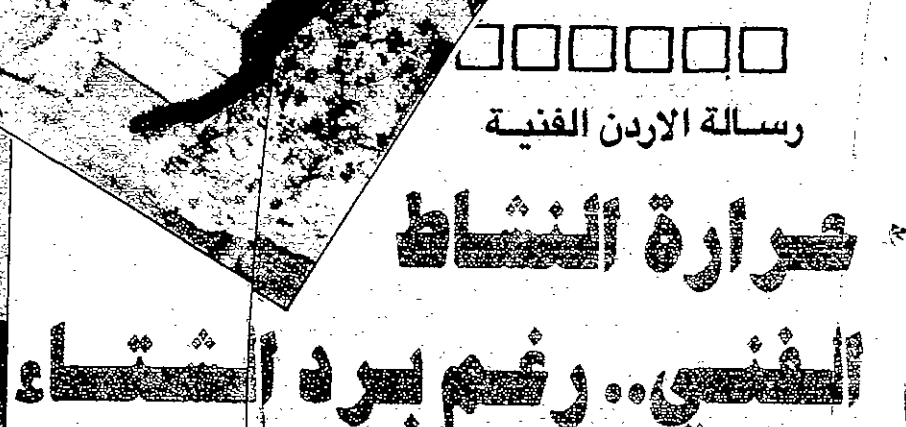 رسالة الاردن الفنية
حرارة النشاط
الفني.. رغم برد الشتاء